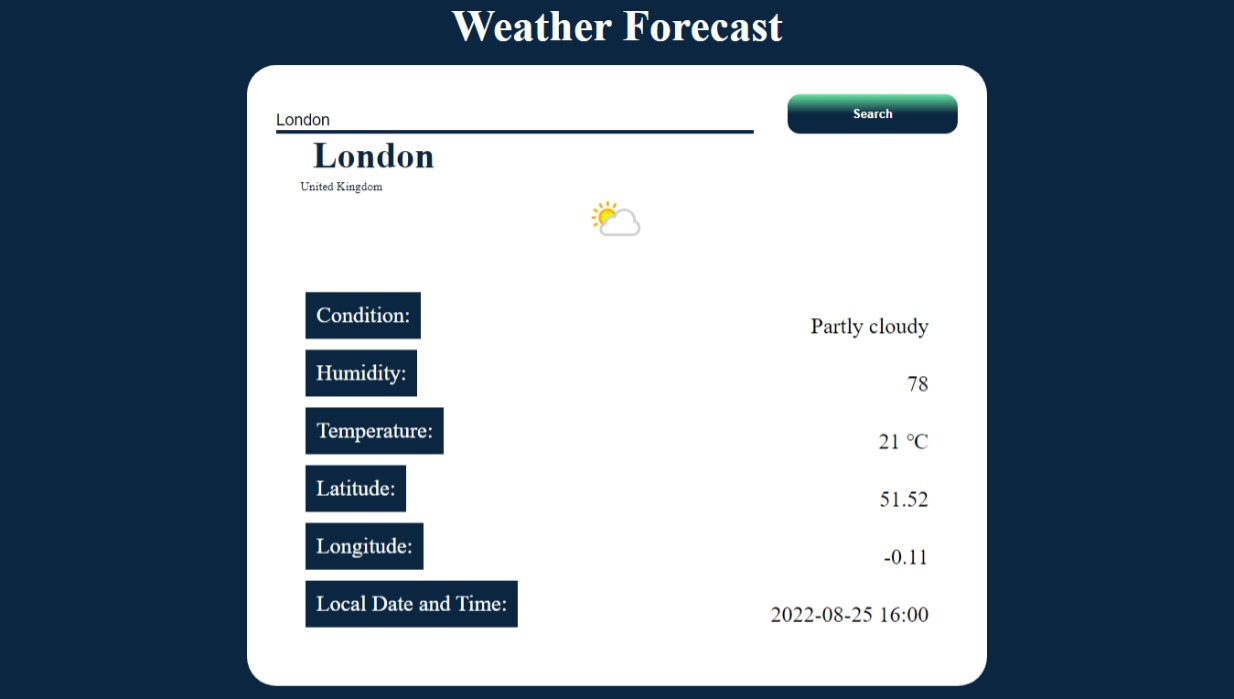 Weather Forecast
London
Search
London
United Kingdom
Condition:
Partly cloudy
Humidity:
78
Temperature:
21 °C
Latitude:
51.52
Longitude:
-0.11
Local Date and Time:
2022-08-25 16:00